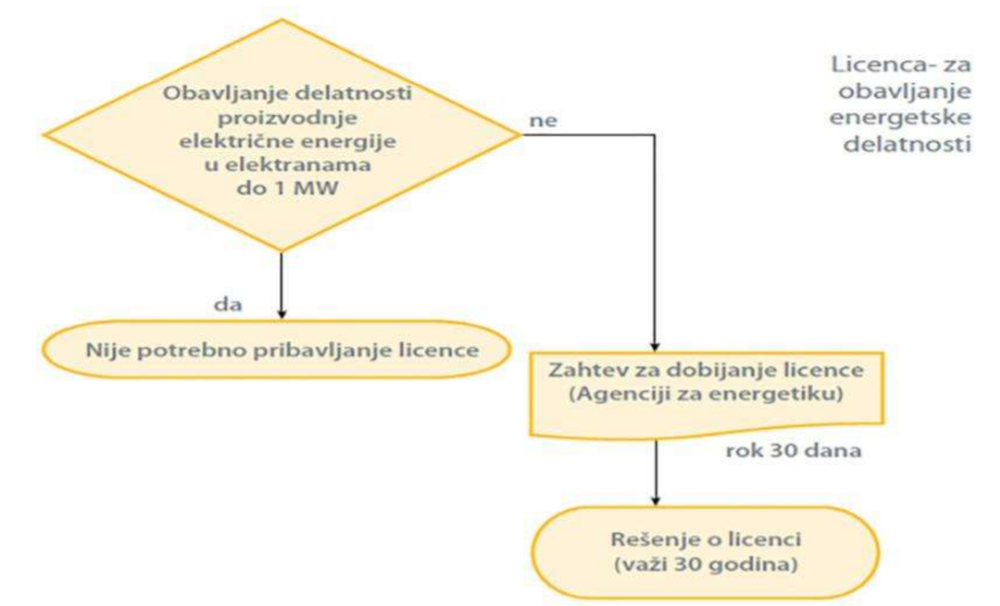 Licenca- za
obavljanje
energetske
delatnosti
Obavljanje delatnosti
proizvodnje
električne energije
u elektranama
do 1 MW
ne
da
Nije potrebno pribavljanje licence
Zahtev za dobijanje licence
(Agenciji za energetiku)
rok 30 dana
Rešenje o licenci
(važi 30 godina)